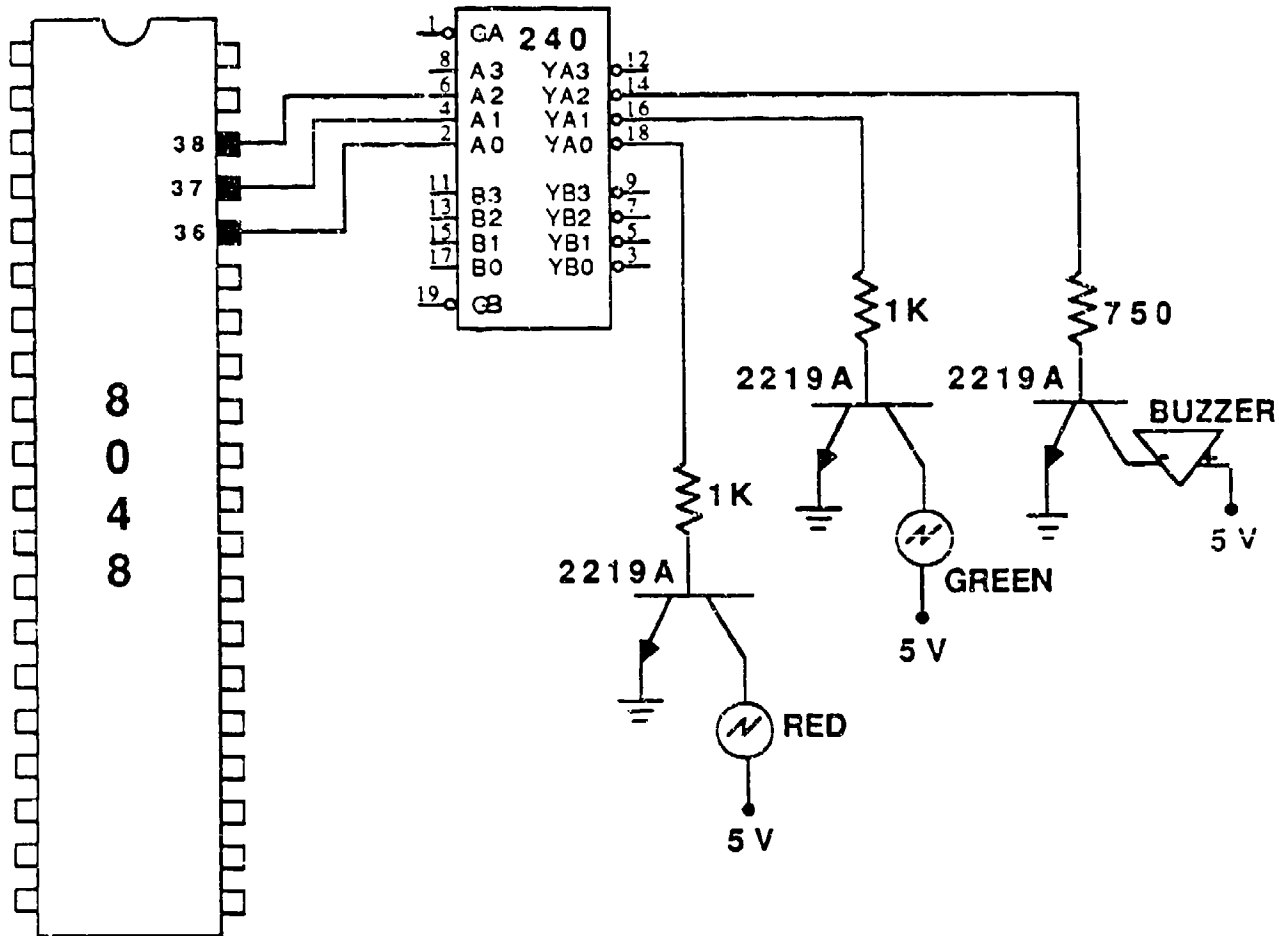 38
37
36
8
0
4
8
240
1 GA
8 A3 YA3 12
6 A2 YA2 14
4 A1 YA1 16
2 A0 YA0 18
11 B3 YB3 9
13 B2 YB2 7
15 B1 YB1 5
17 B0 YB0 3
19 GB
1K
750
2219A
2219A
BUZZER
- +
5 V
GREEN
5 V
1K
2219A
RED
5 V